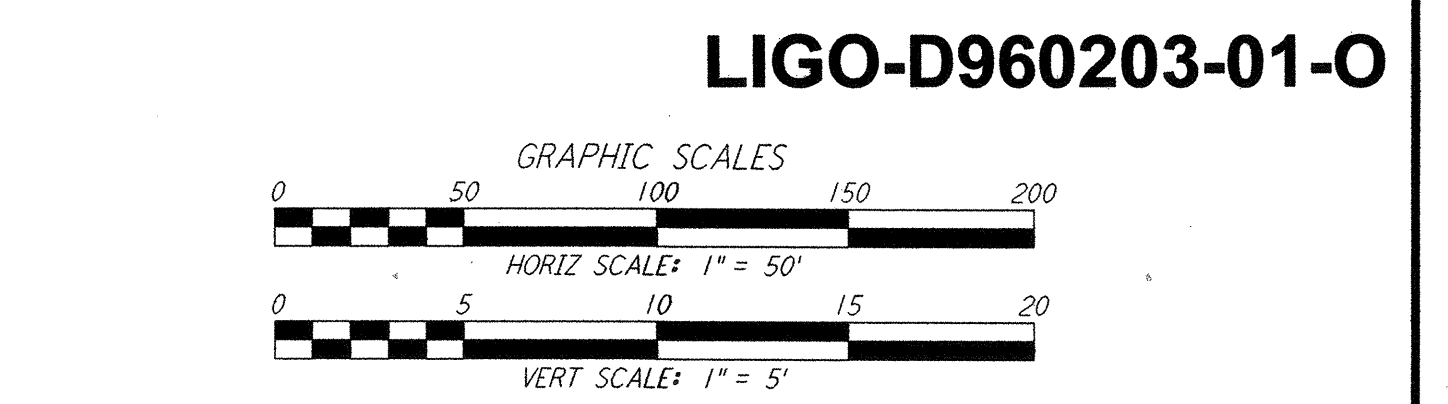 LIGO-D960203-01-O
GRAPHIC SCALES
0 50 100 150 200
HORIZ SCALE: 1" = 50'
0 5 10 15 20
VERT SCALE: 1" = 5'